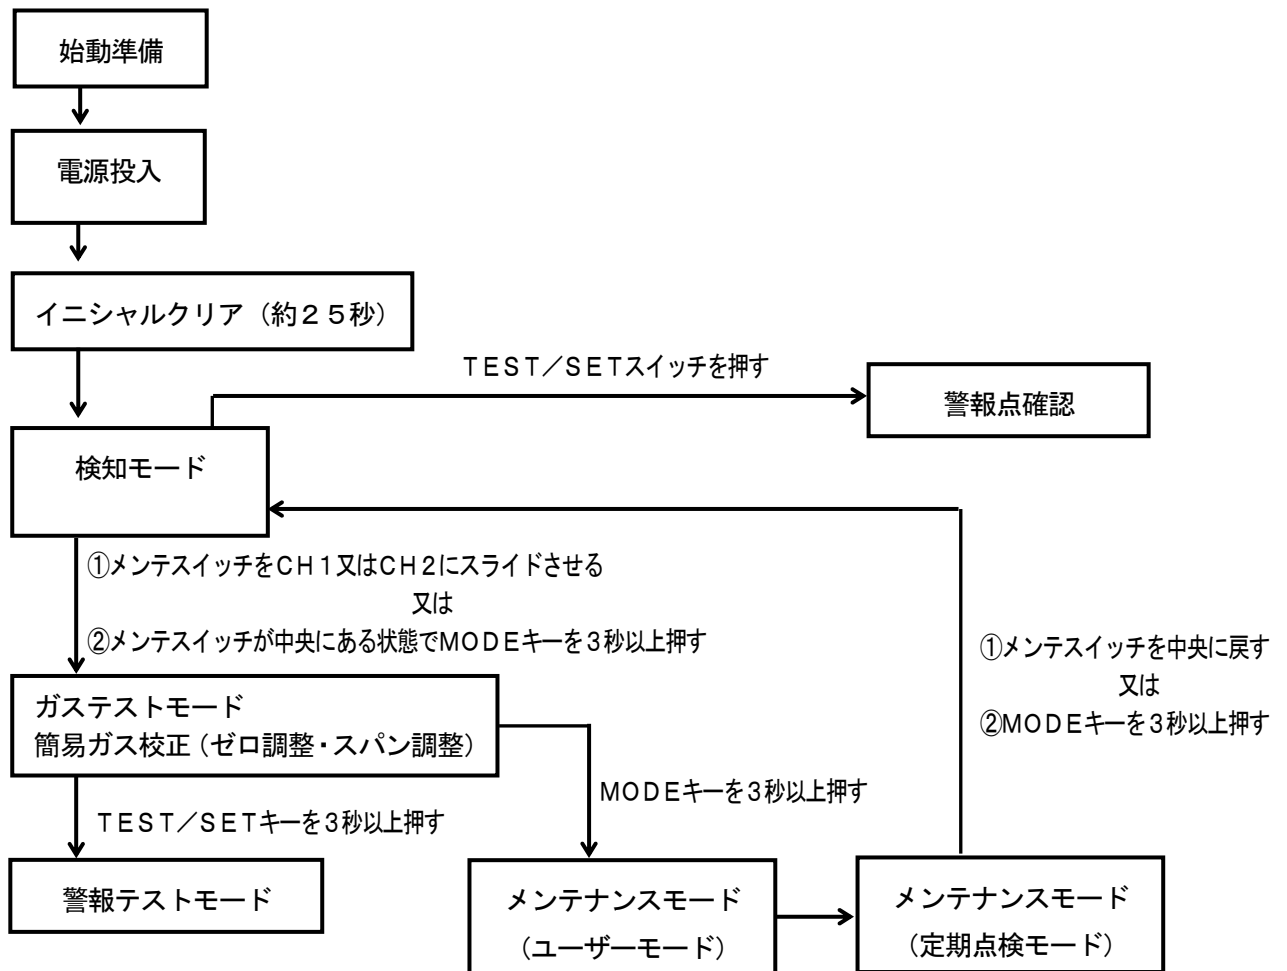 始動準備
電源投入
イニシャルクリア（約２５秒）
ＴＥＳＴ／ＳＥＴスイッチを押す
警報点確認
検知モード
①メンテスイッチをＣＨ１又はＣＨ２にスライドさせる
又は
②メンテスイッチが中央にある状態でＭＯＤＥキーを３秒以上押す
①メンテスイッチを中央に戻す
又は
②ＭＯＤＥキーを３秒以上押す
ガステストモード
簡易ガス校正（ゼロ調整・スパン調整）
ＭＯＤＥキーを３秒以上押す
ＴＥＳＴ／ＳＥＴキーを３秒以上押す
警報テストモード
メンテナンスモード
（ユーザーモード）
メンテナンスモード
（定期点検モード）